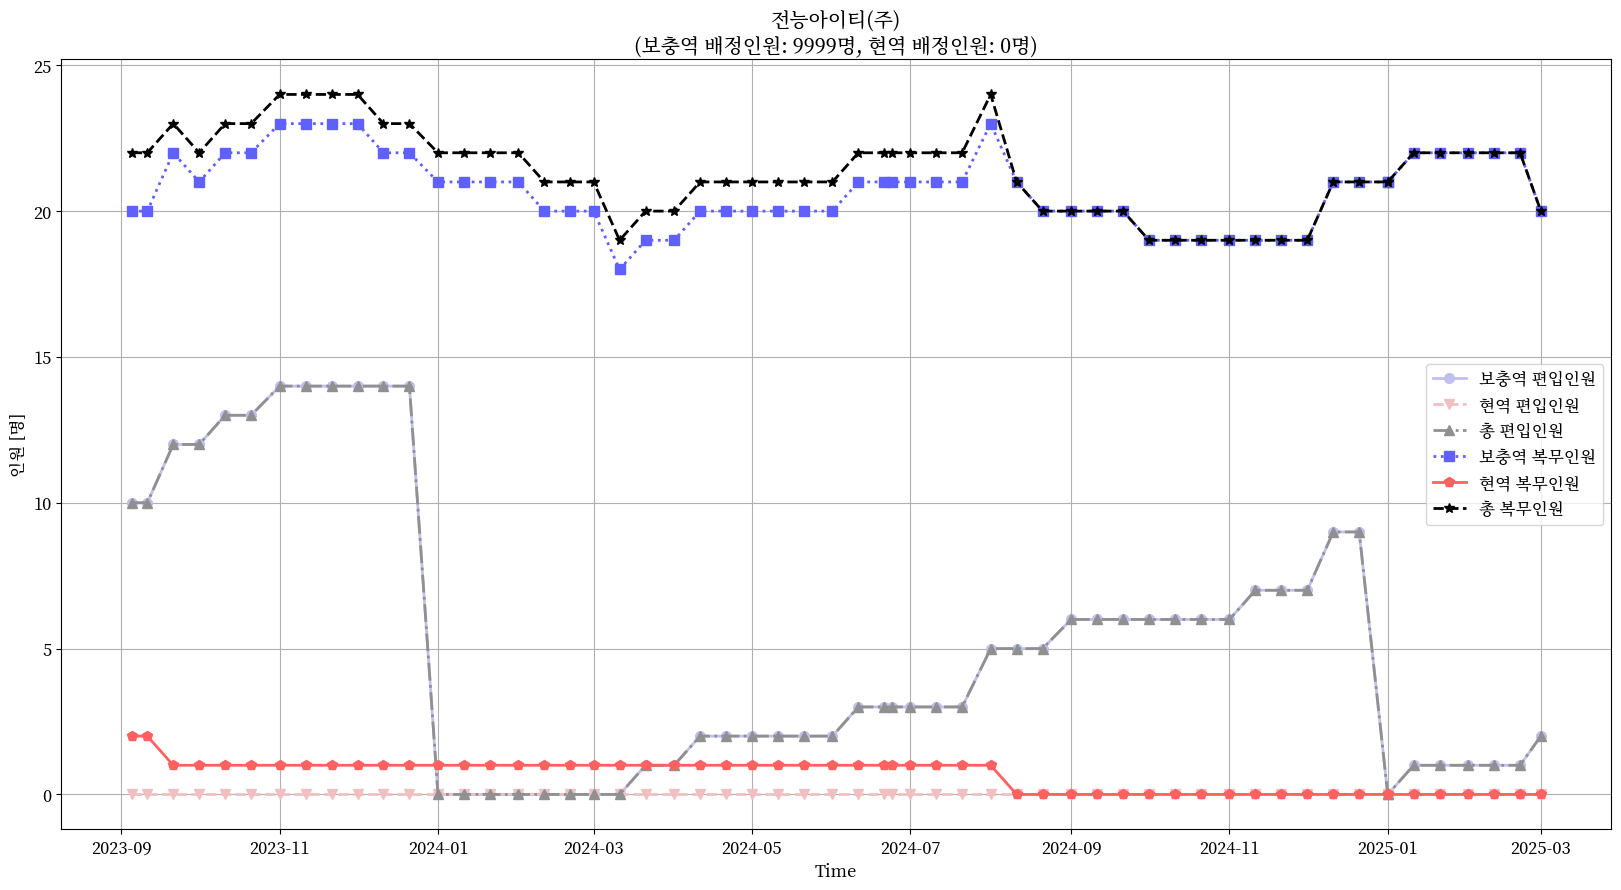 전능아이티(주)
(보충역 배정인원: 9999명, 현역 배정인원: 0명)
인원 [명]
25
20
15
10
5
0
보충역 편입인원
현역 편입인원
총 편입인원
보충역 복무인원
현역 복무인원
총 복무인원
2023-09
2023-11
2024-01
2024-03
2024-05
2024-07
2024-09
2024-11
2025-01
2025-03
Time